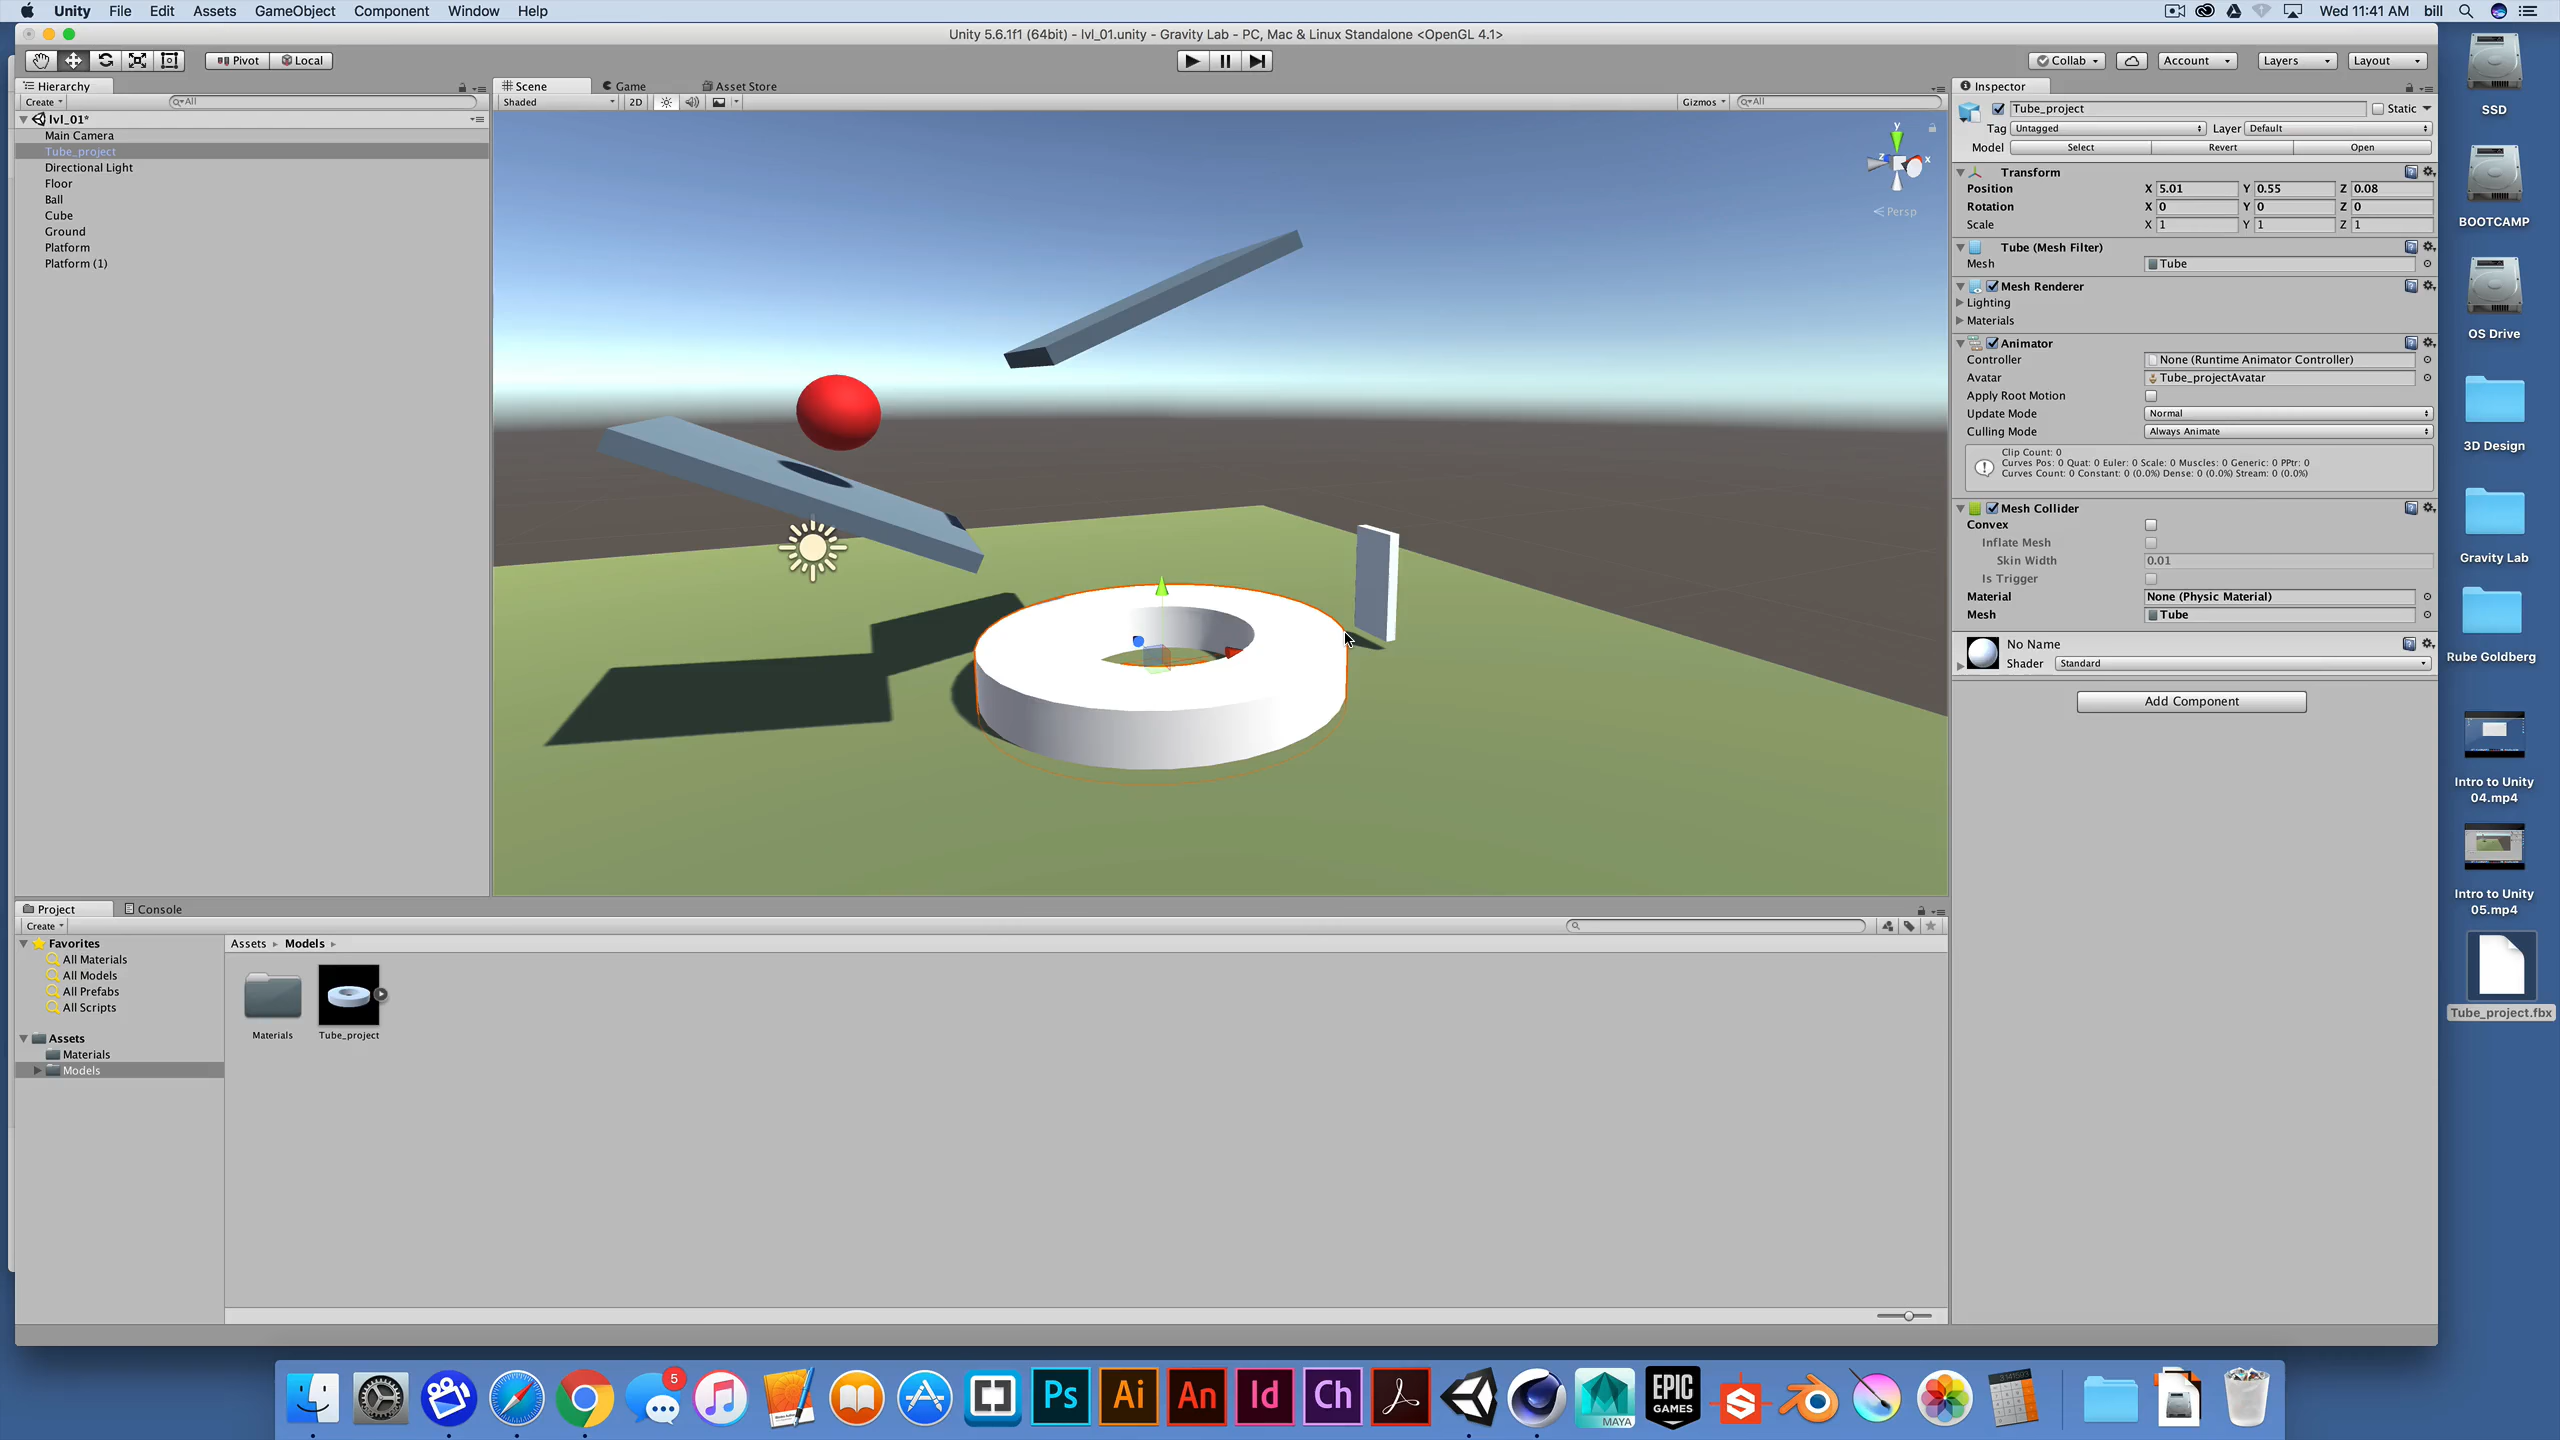 Unity File Edit Assets GameObject Component Window Help
Wed 11:41 AM bill
Unity 5.6.1f1 (64bit) - lvl_01.unity - Gravity Lab - PC, Mac & Linux Standalone <OpenGL 4.1>
Pivot Local
Collab Account Layers Layout
Hierarchy
Create All
lvl_01*
Main Camera
Tube_project
Directional Light
Floor
Ball
Cube
Ground
Platform
Platform (1)
Scene Game Asset Store
Shaded 2D Gizmos All
y
z x
Persp
Inspector
Tube_project Static
Tag Untagged Layer Default
Model Select Revert Open
Transform
Position X 5.01 Y 0.55 Z 0.08
Rotation X 0 Y 0 Z 0
Scale X 1 Y 1 Z 1
Tube (Mesh Filter)
Mesh Tube
Mesh Renderer
Lighting
Materials
Animator
Controller None (Runtime Animator Controller)
Avatar Tube_projectAvatar
Apply Root Motion
Update Mode Normal
Culling Mode Always Animate
Clip Count: 0
Curves Pos: 0 Quat: 0 Euler: 0 Scale: 0 Muscles: 0 Generic: 0 PPtr: 0
Curves Count: 0 Constant: 0 (0.0%) Dense: 0 (0.0%) Stream: 0 (0.0%)
Mesh Collider
Convex
Inflate Mesh
Skin Width 0.01
Is Trigger
Material None (Physic Material)
Mesh Tube
No Name
Shader Standard
Add Component
Project Console
Create
Favorites
All Materials
All Models
All Prefabs
All Scripts
Assets
Materials
Models
Assets Models
Materials Tube_project
SSD
BOOTCAMP
OS Drive
3D Design
Gravity Lab
Rube Goldberg
Intro to Unity
04.mp4
Intro to Unity
05.mp4
Tube_project.fbx
5
Ps Ai An Id Ch
MAYA
EPIC
GAMES